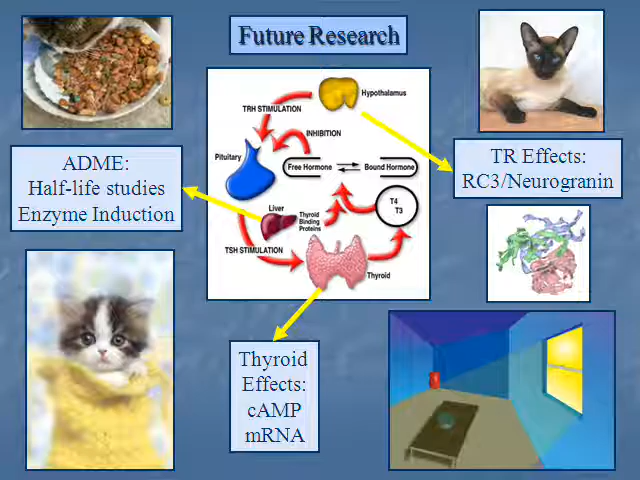 Future Research
Hypothalamus
TRH STIMULATION
INHIBITION
Pituitary
Free Hormone
Bound Hormone
Liver
Thyroid
Binding
Proteins
T4
T3
TSH STIMULATION
Thyroid
ADME:
Half-life studies
Enzyme Induction
TR Effects:
RC3/Neurogranin
Thyroid
Effects:
cAMP
mRNA